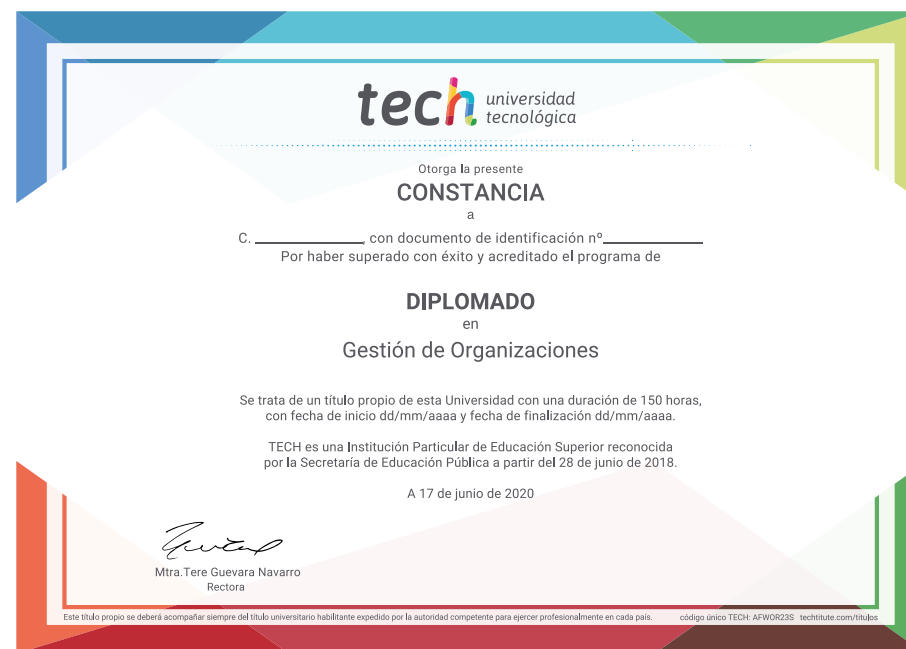 tech universidad
tecnológica
Otorga la presente
CONSTANCIA
a
C. ____________, con documento de identificación nº____________
Por haber superado con éxito y acreditado el programa de
DIPLOMADO
en
Gestión de Organizaciones
Se trata de un título propio de esta Universidad con una duración de 150 horas,
con fecha de inicio dd/mm/aaaa y fecha de finalización dd/mm/aaaa.
TECH es una Institución Particular de Educación Superior reconocida
por la Secretaría de Educación Pública a partir del 28 de junio de 2018.
A 17 de junio de 2020
Mtra.Tere Guevara Navarro
Rectora
Este título propio se deberá acompañar siempre del título universitario habilitante expedido por la autoridad competente para ejercer profesionalmente en cada país. código único TECH: AFWOR23S techtitute.com/titulos